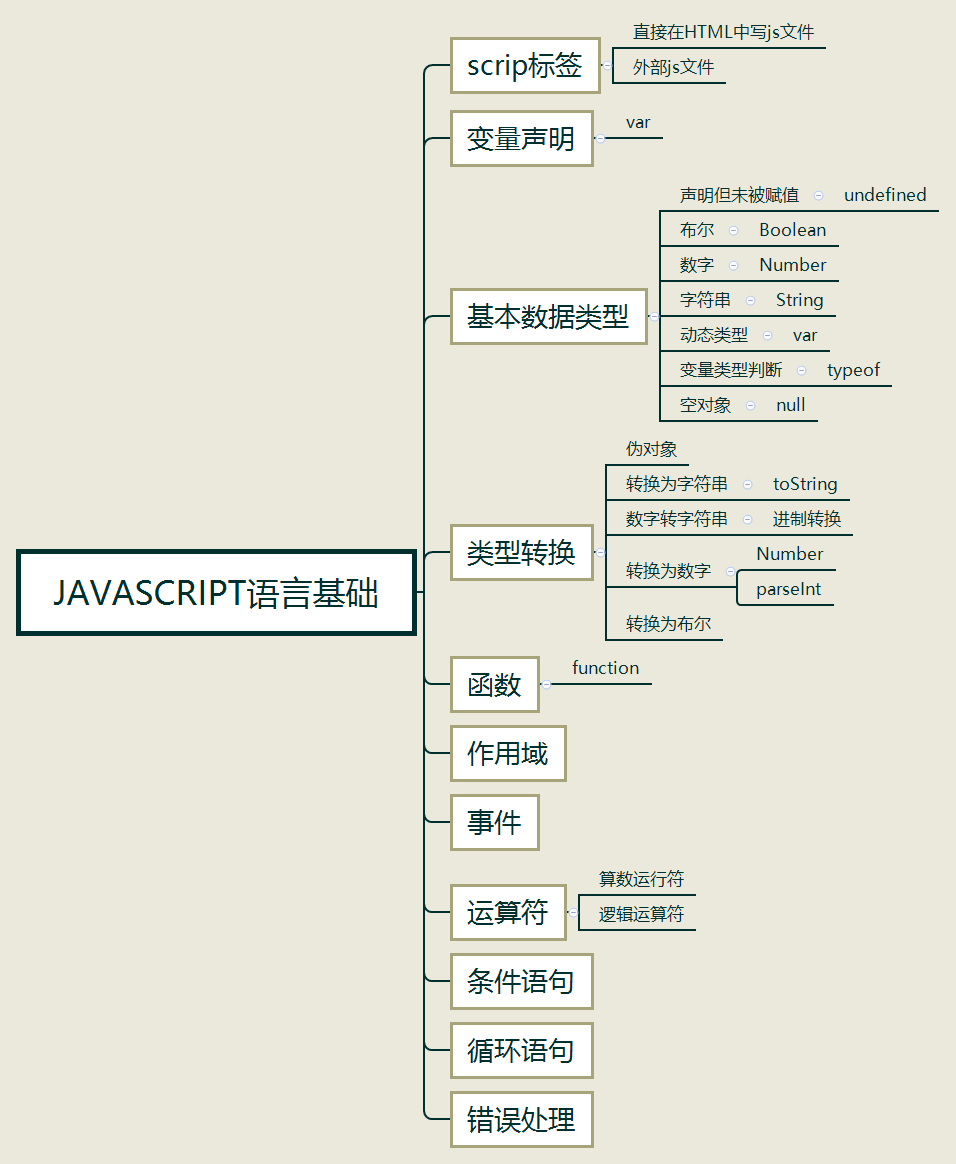 JAVASCRIPT语言基础
scrip标签
直接在HTML中写js文件
外部js文件
变量声明
var
基本数据类型
声明但未被赋值 undefined
布尔 Boolean
数字 Number
字符串 String
动态类型 var
变量类型判断 typeof
空对象 null
类型转换
伪对象
转换为字符串 toString
数字转字符串 进制转换
转换为数字
Number
parseInt
转换为布尔
函数
function
作用域
事件
运算符
算数运行符
逻辑运算符
条件语句
循环语句
错误处理